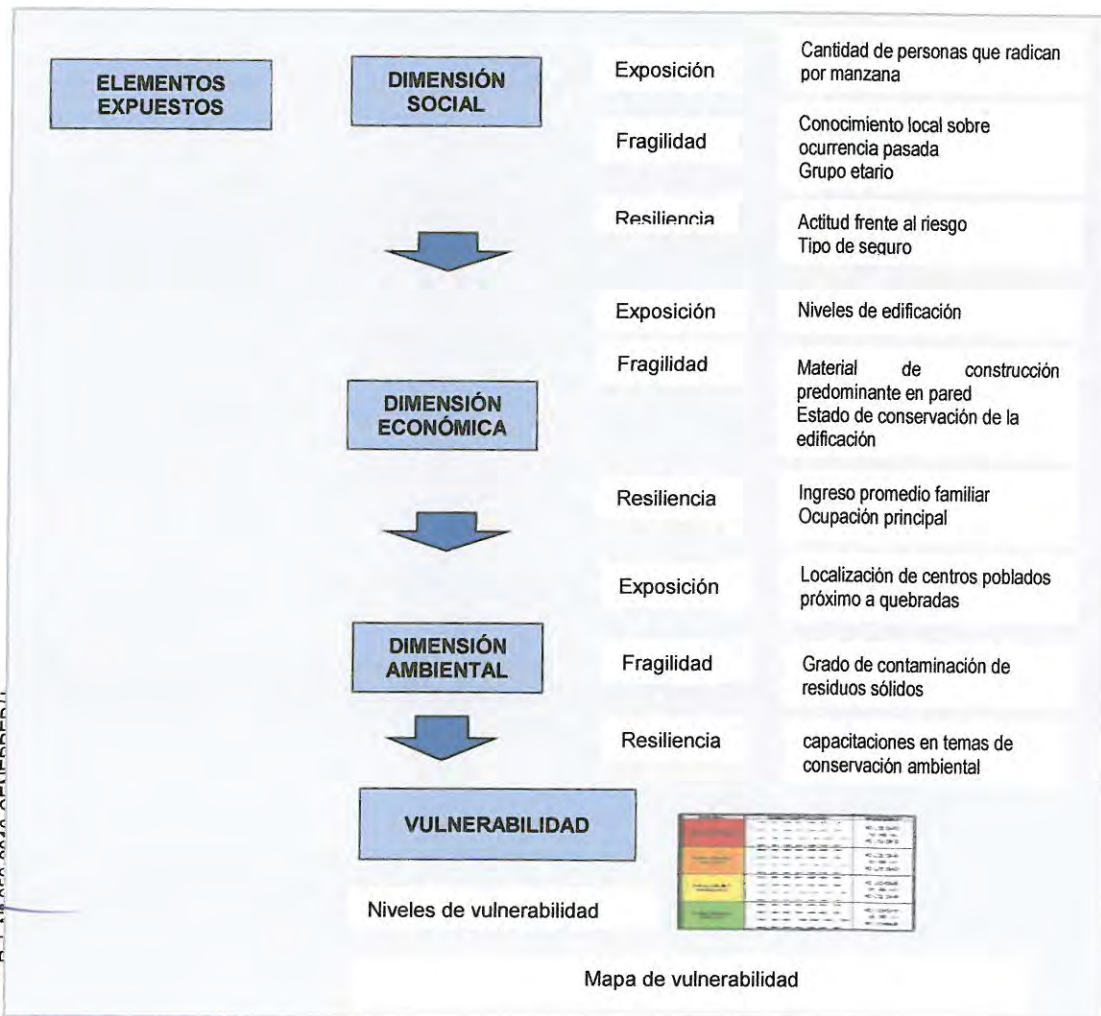 ELEMENTOS
EXPUESTOS
DIMENSIÓN
SOCIAL
Exposición
Cantidad de personas que radican
por manzana
Fragilidad
Conocimiento local sobre
ocurrencia pasada
Grupo etario
Resiliencia
Actitud frente al riesgo
Tipo de seguro
DIMENSIÓN
ECONÓMICA
Exposición
Niveles de edificación
Fragilidad
Material de construcción
predominante en pared
Estado de conservación de la
edificación
Resiliencia
Ingreso promedio familiar
Ocupación principal
DIMENSIÓN
AMBIENTAL
Exposición
Localización de centros poblados
próximo a quebradas
Fragilidad
Grado de contaminación de
residuos sólidos
Resiliencia
capacitaciones en temas de
conservación ambiental
VULNERABILIDAD
Niveles de vulnerabilidad
Mapa de vulnerabilidad